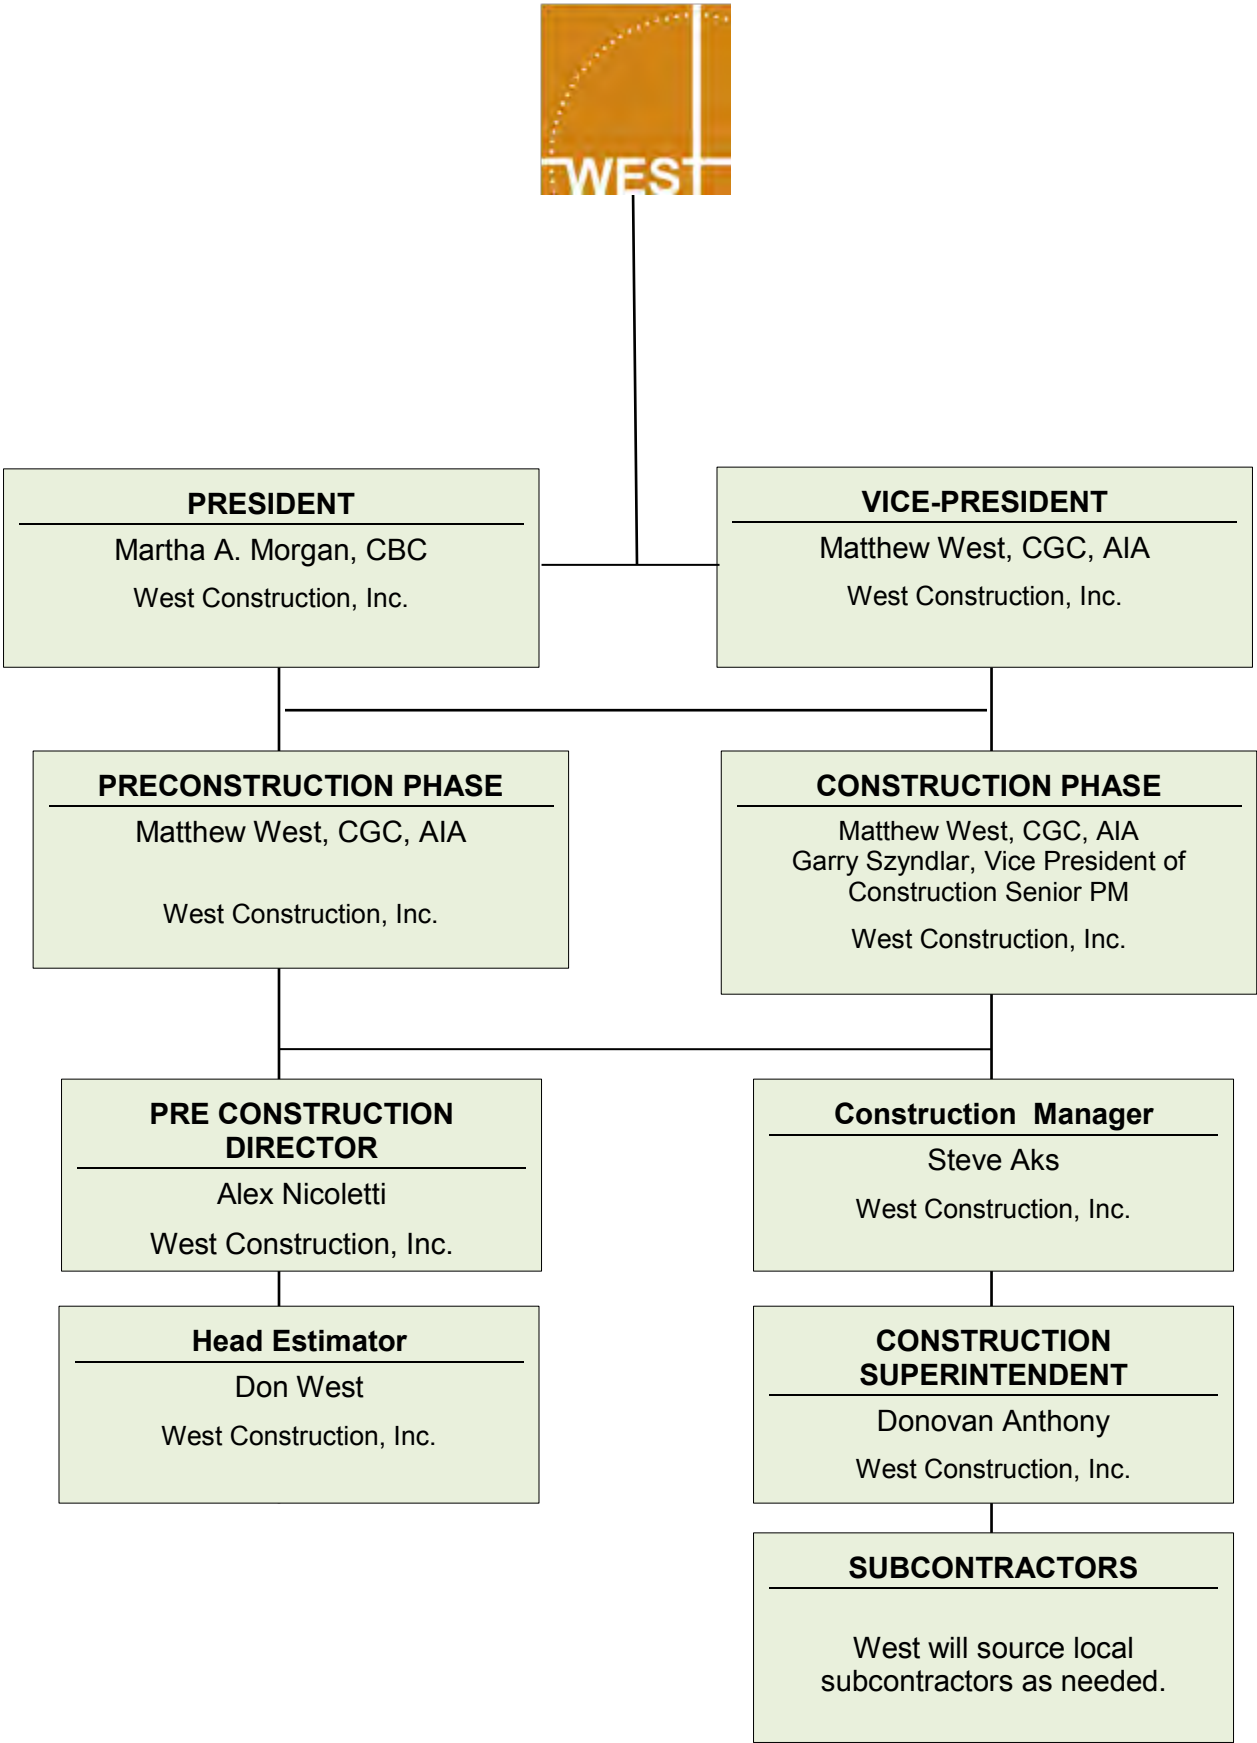 WEST
PRESIDENT
Martha A. Morgan, CBC
West Construction, Inc.
VICE-PRESIDENT
Matthew West, CGC, AIA
West Construction, Inc.
PRECONSTRUCTION PHASE
Matthew West, CGC, AIA
West Construction, Inc.
CONSTRUCTION PHASE
Matthew West, CGC, AIA
Garry Szyndlar, Vice President of
Construction Senior PM
West Construction, Inc.
PRE CONSTRUCTION
DIRECTOR
Alex Nicoletti
West Construction, Inc.
Construction  Manager
Steve Aks
West Construction, Inc.
Head Estimator
Don West
West Construction, Inc.
CONSTRUCTION
SUPERINTENDENT
Donovan Anthony
West Construction, Inc.
SUBCONTRACTORS
West will source local
subcontractors as needed.